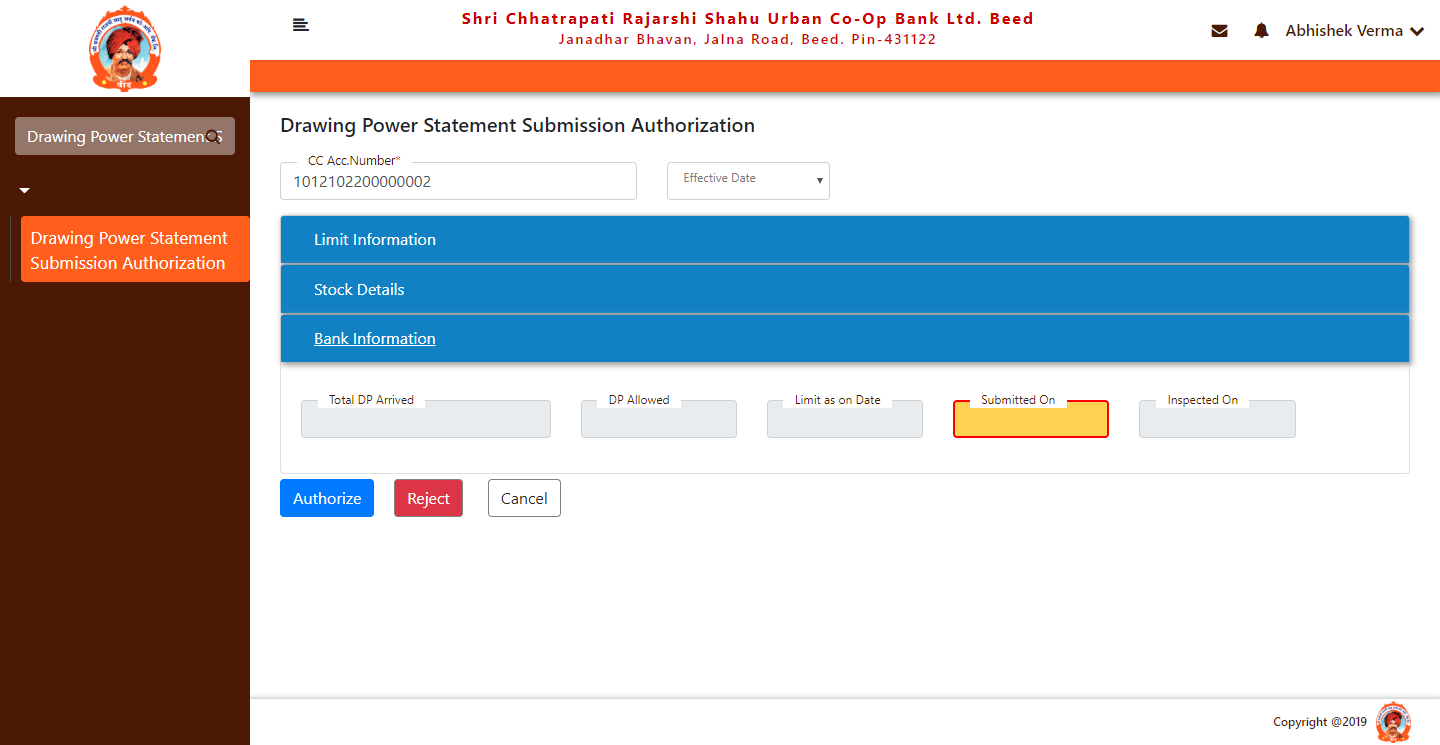 Shri Chhatrapati Rajarshi Shahu Urban Co-Op Bank Ltd. Beed
Janadhar Bhavan, Jalna Road, Beed. Pin-431122
Abhishek Verma
Drawing Power Statement S
Drawing Power Statement
Submission Authorization
Drawing Power Statement Submission Authorization
CC Acc.Number*
1012102200000002
Effective Date
Limit Information
Stock Details
Bank Information
Total DP Arrived
DP Allowed
Limit as on Date
Submitted On
Inspected On
Authorize
Reject
Cancel
Copyright @2019